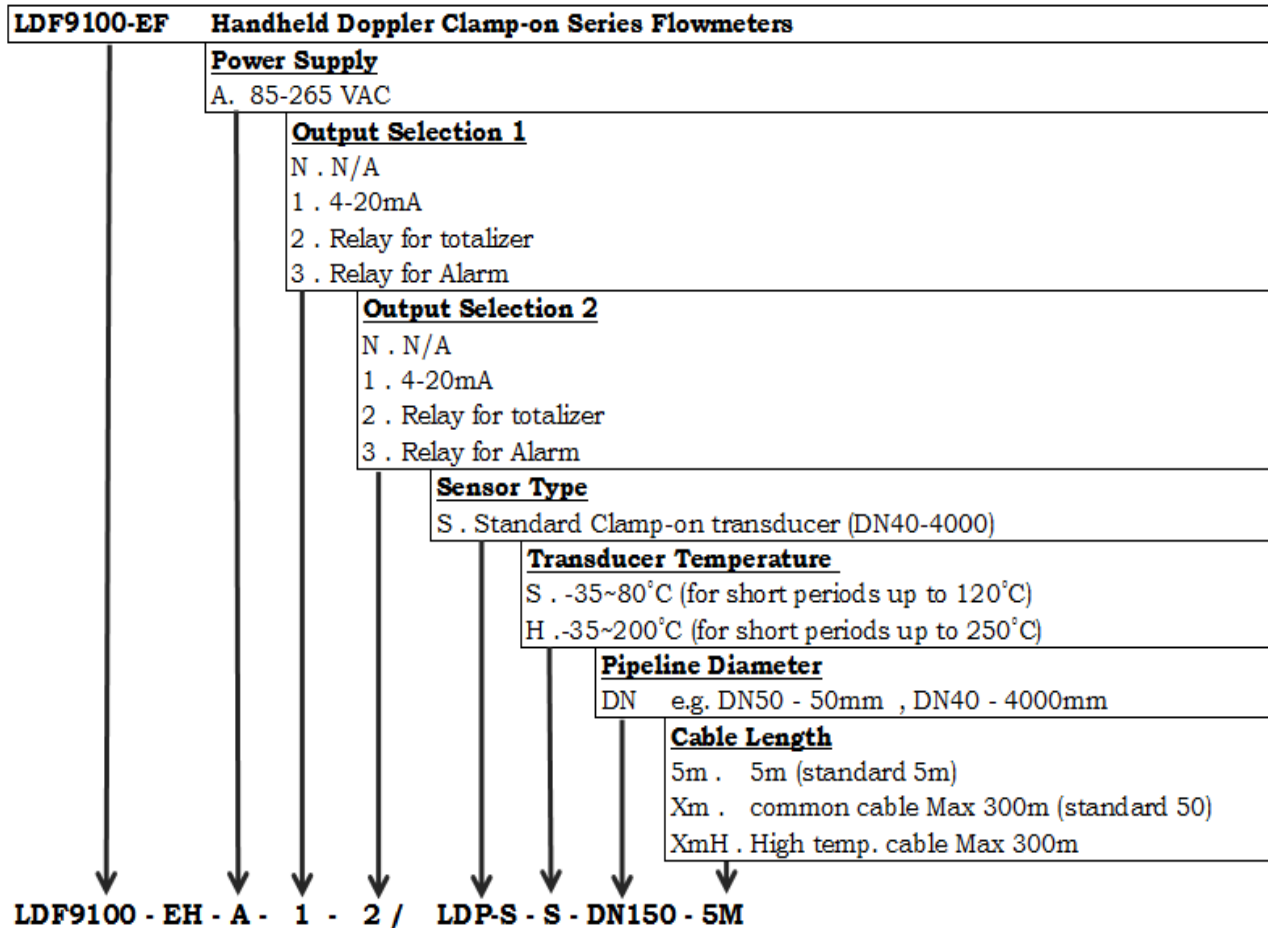 LDF9100-EF Handheld Doppler Clamp-on Series Flowmeters
Power Supply
A. 85-265 VAC
Output Selection 1
N . N/A
1 . 4-20mA
2 . Relay for totalizer
3 . Relay for Alarm
Output Selection 2
N . N/A
1 . 4-20mA
2 . Relay for totalizer
3 . Relay for Alarm
Sensor Type
S . Standard Clamp-on transducer (DN40-4000)
Transducer Temperature
S . -35~80°C (for short periods up to 120°C)
H .-35~200°C (for short periods up to 250°C)
Pipeline Diameter
DN e.g. DN50 - 50mm , DN40 - 4000mm
Cable Length
5m . 5m (standard 5m)
Xm . common cable Max 300m (standard 50)
XmH . High temp. cable Max 300m
LDF9100 - EH - A - 1 - 2 / LDP-S - S - DN150 - 5M